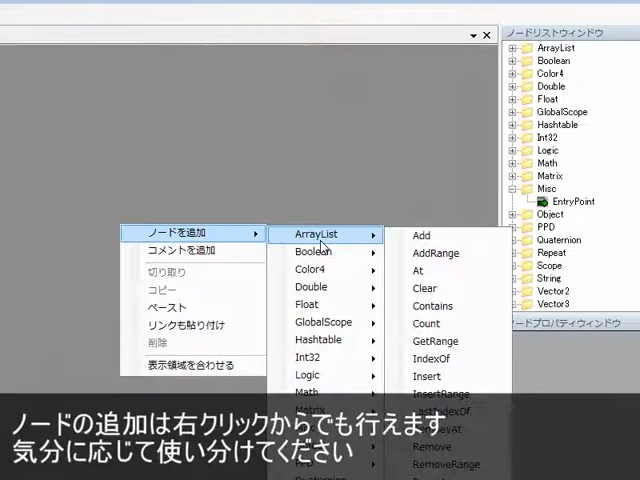 ノードリストウィンドウ
ArrayList
Boolean
Color4
Double
Float
GlobalScope
Hashtable
Int32
Logic
Math
Matrix
Misc
EntryPoint
Object
PPD
Quaternion
Repeat
Scope
String
Vector2
Vector3
ードプロパティウィンドウ
ノードを追加
コメントを追加
切り取り
コピー
ペースト
リンクも貼り付け
削除
表示領域を合わせる
ArrayList
Boolean
Color4
Double
Float
GlobalScope
Hashtable
Int32
Logic
Math
Matrix
PPD
Add
AddRange
At
Clear
Contains
Count
GetRange
IndexOf
Insert
InsertRange
LastIndexOf
Remove
RemoveRange
ノードの追加は右クリックからでも行えます
気分に応じて使い分けてください